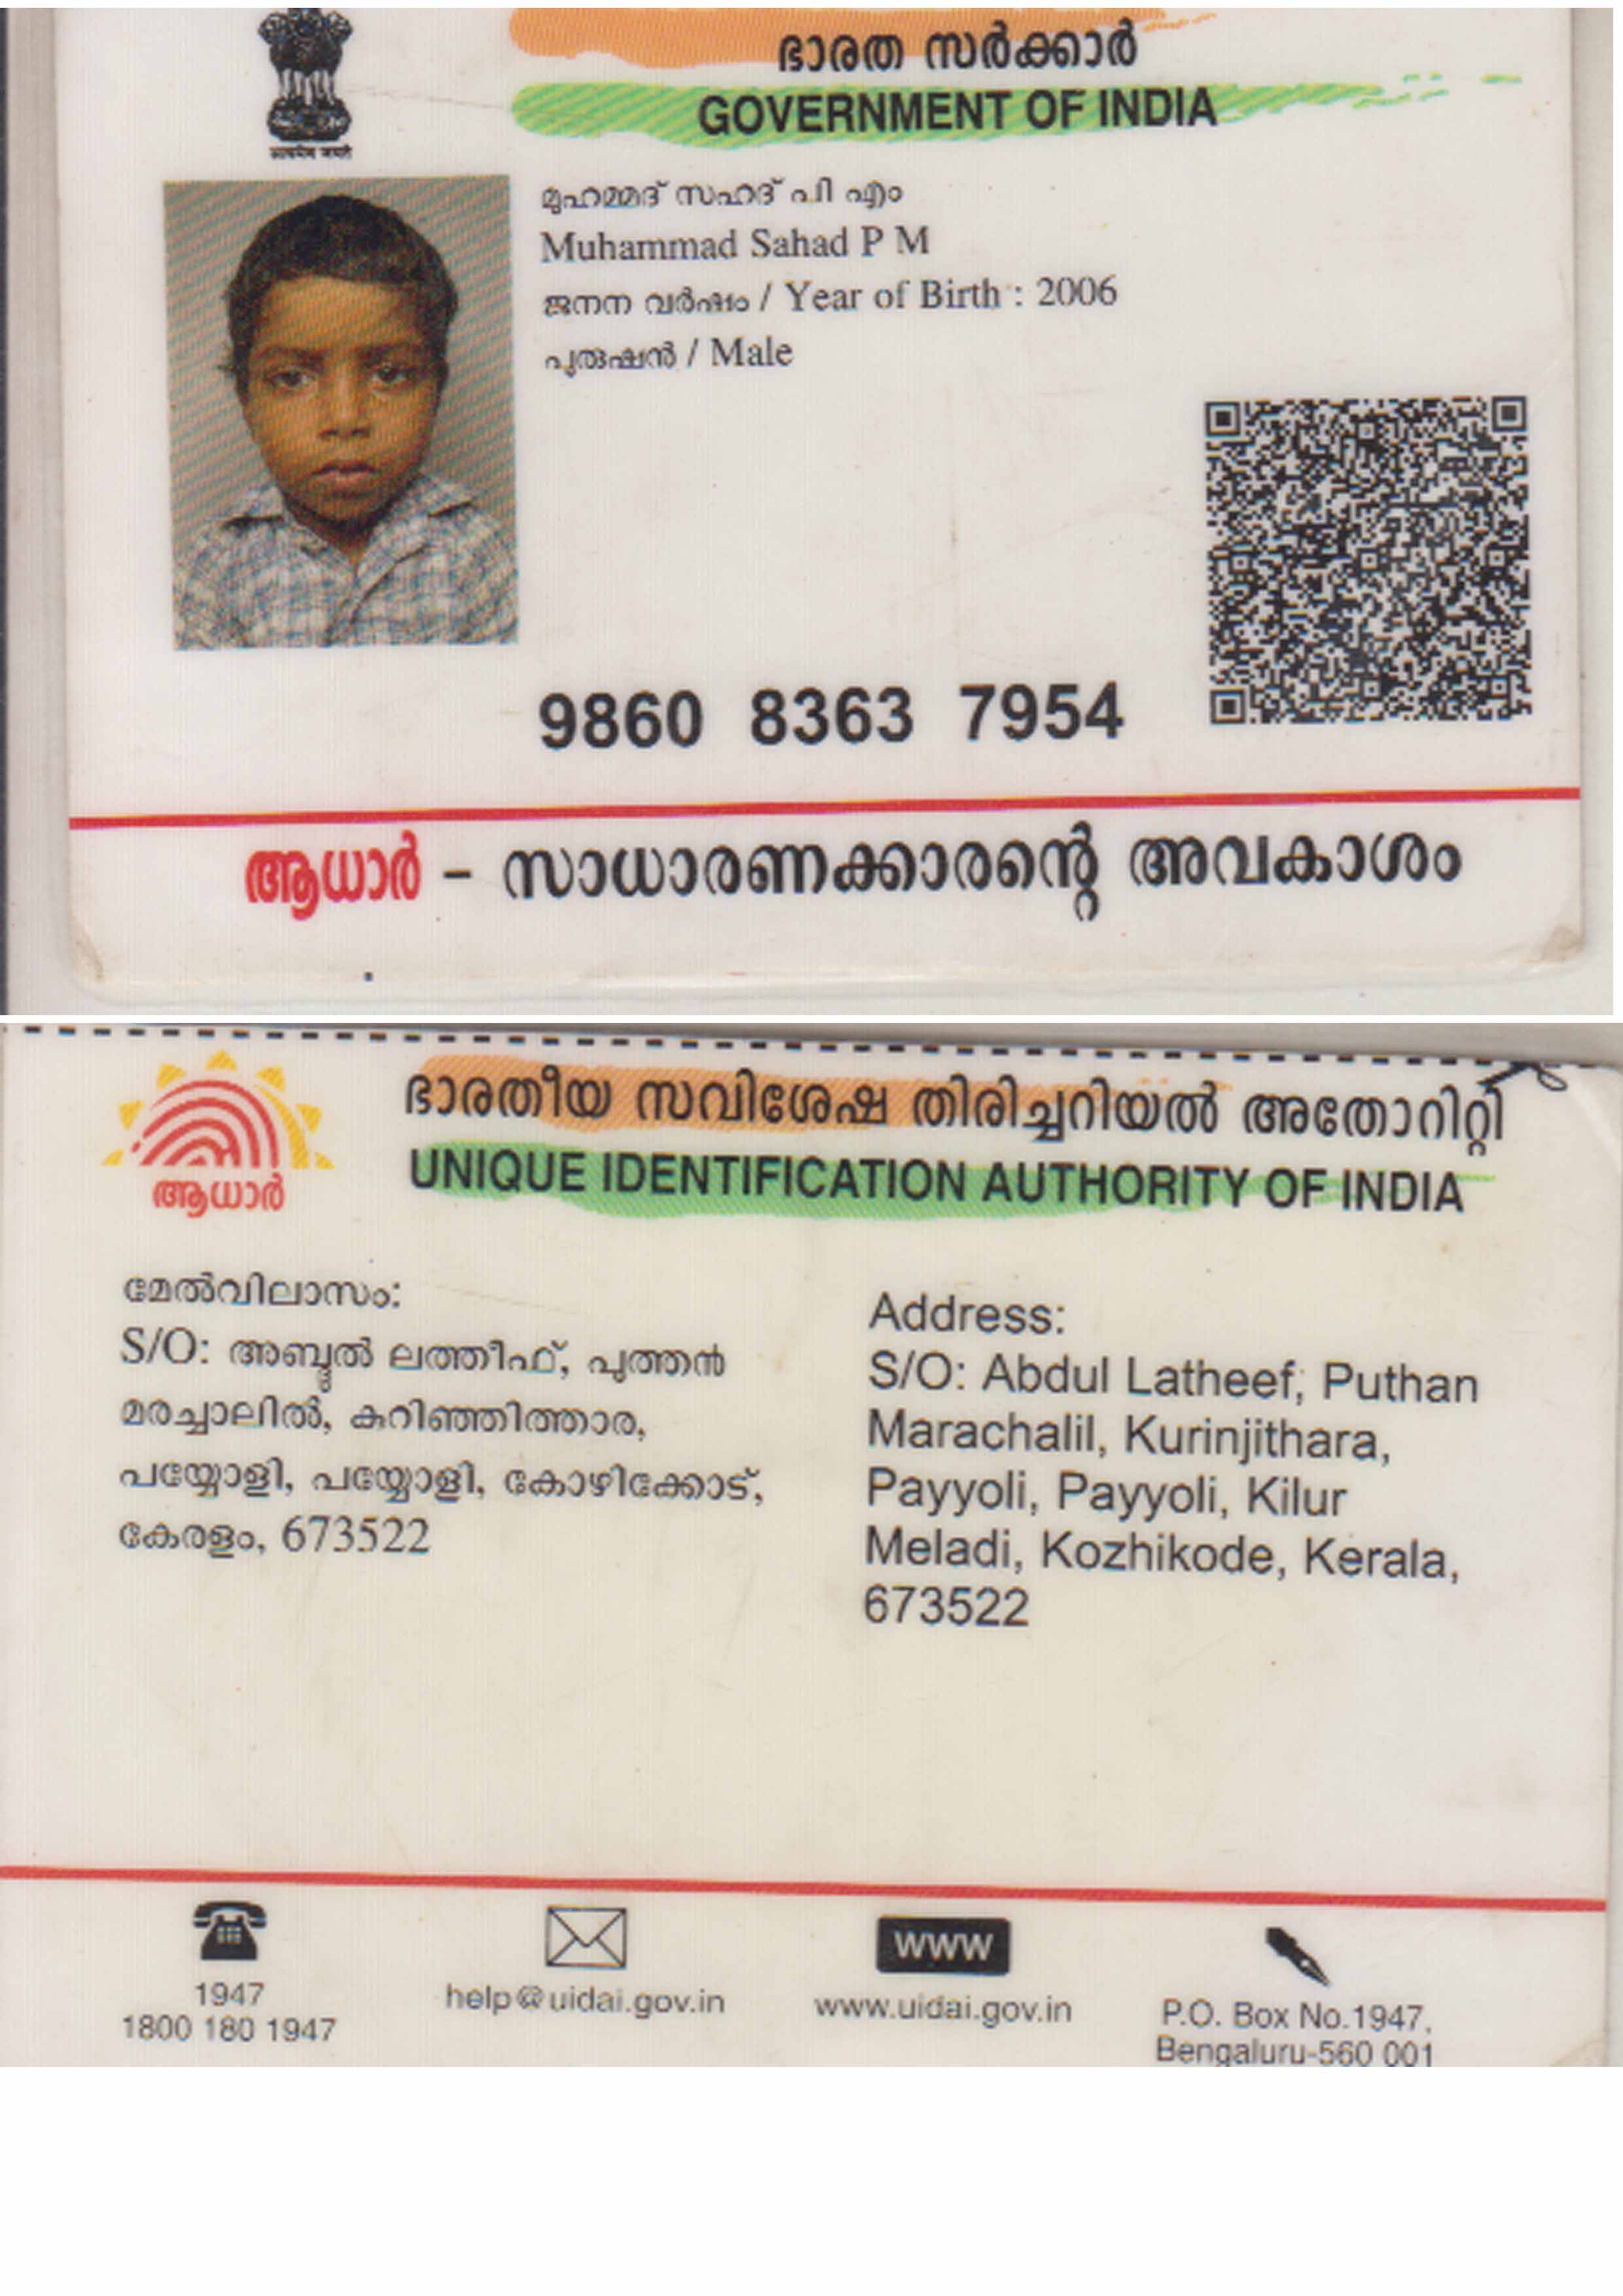 ഭാരത സർക്കാർ
GOVERNMENT OF INDIA
सत्यमेव जयते
മുഹമ്മദ് സഹദ് പി എം
Muhammad Sahad P M
ജനന വർഷം / Year of Birth : 2006
പുരുഷൻ / Male
9860 8363 7954
ആധാർ - സാധാരണക്കാരന്റെ അവകാശം
ഭാരതീയ സവിശേഷ തിരിച്ചറിയൽ അതോറിറ്റി
UNIQUE IDENTIFICATION AUTHORITY OF INDIA
ആധാർ
മേൽവിലാസം:
S/O: അബ്ദുൽ ലത്തീഫ്, പുത്തൻ
മരച്ചാലിൽ, കുറിഞ്ഞിത്താര,
പയ്യോളി, പയ്യോളി, കോഴിക്കോട്,
കേരളം, 673522
Address:
S/O: Abdul Latheef, Puthan
Marachalil, Kurinjithara,
Payyoli, Payyoli, Kilur
Meladi, Kozhikode, Kerala,
673522
1947
1800 180 1947
help@uidai.gov.in
www
www.uidai.gov.in
P.O. Box No.1947,
Bengaluru-560 001